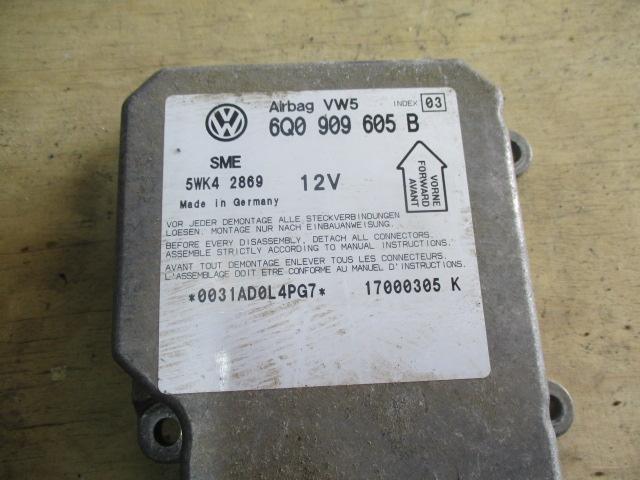 Airbag VW5 INDEX 03
6Q0 909 605 B
SME
5WK4 2869 12V
Made in Germany
VORNE
FORWARD
AVANT
VOR JEDER DEMONTAGE ALLE STECKVERBINDUNGEN
LOESEN. MONTAGE NUR NACH EINBAUANWEISUNG.
BEFORE EVERY DISASSEMBLY, DETACH ALL CONNECTORS.
ASSEMBLE STRICTLY ACCORDING TO MANUAL INSTRUCTIONS.
AVANT TOUT DEMONTAGE ENLEVER TOUS LES CONNECTEURS.
L'ASSEMBLAGE DOIT ETRE CONFORME AU MANUEL D'INSTRUCTIONS.
*0031AD0L4PG7* 17000305 K